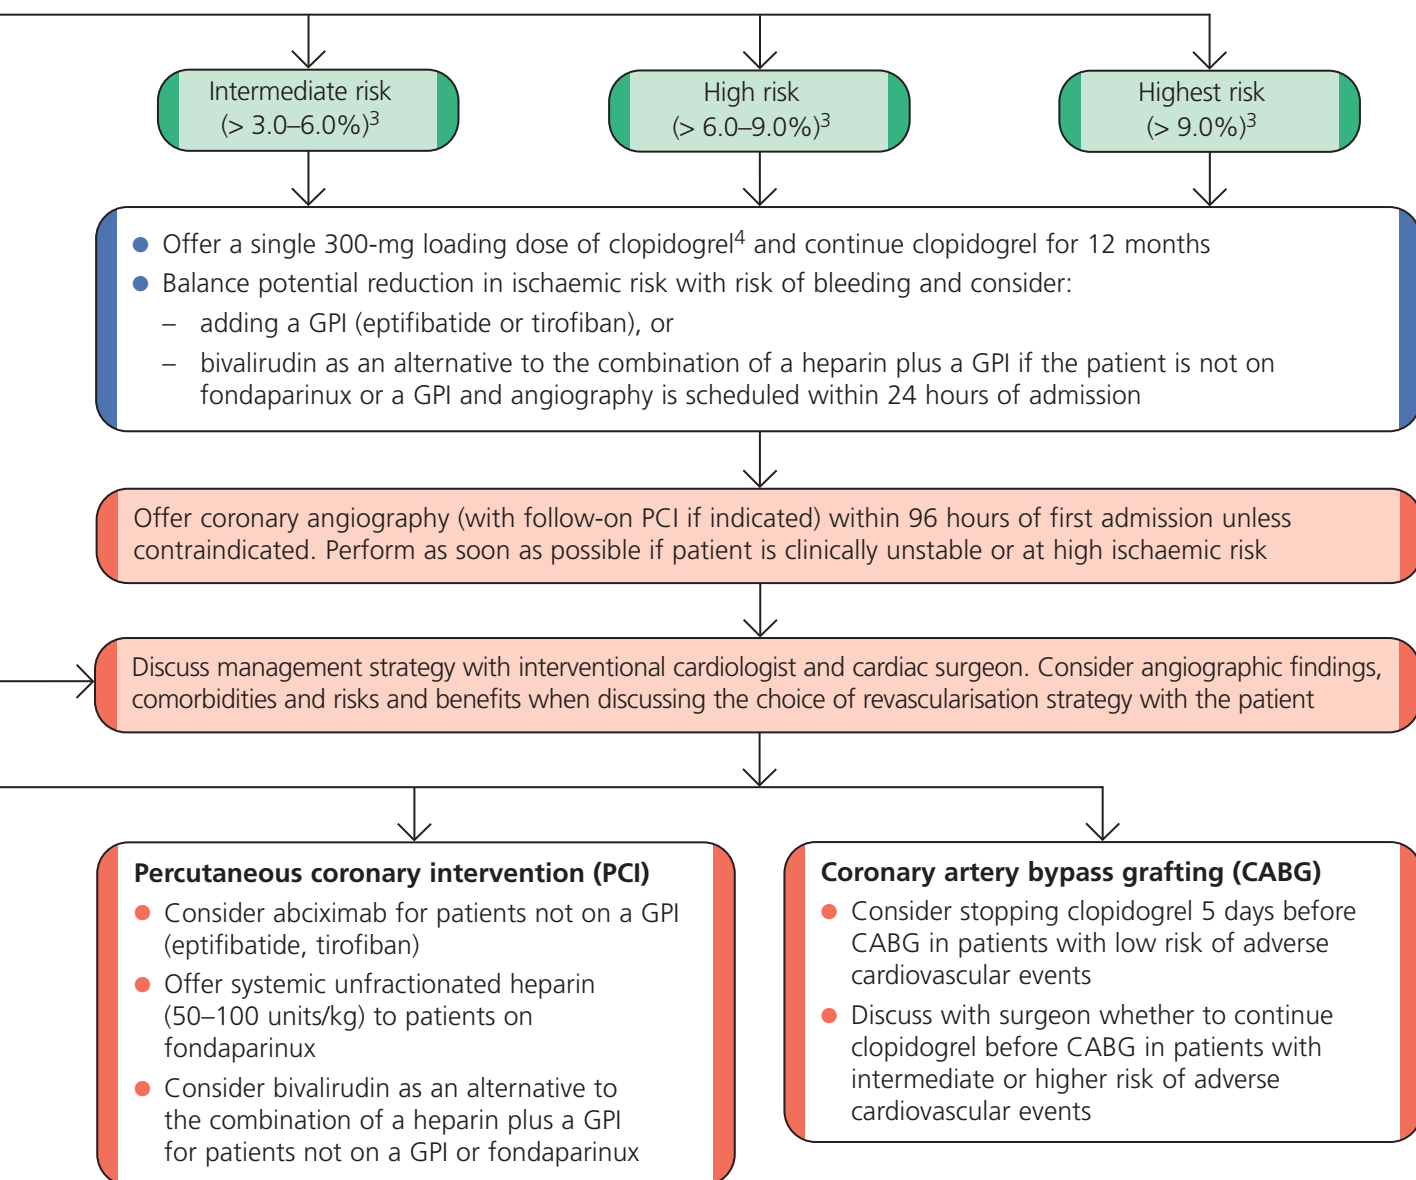 Intermediate risk
(> 3.0–6.0%)3
High risk
(> 6.0–9.0%)3
Highest risk
(> 9.0%)3
● Offer a single 300-mg loading dose of clopidogrel4 and continue clopidogrel for 12 months
● Balance potential reduction in ischaemic risk with risk of bleeding and consider:
– adding a GPI (eptifibatide or tirofiban), or
– bivalirudin as an alternative to the combination of a heparin plus a GPI if the patient is not on
fondaparinux or a GPI and angiography is scheduled within 24 hours of admission
Offer coronary angiography (with follow-on PCI if indicated) within 96 hours of first admission unless
contraindicated. Perform as soon as possible if patient is clinically unstable or at high ischaemic risk
Discuss management strategy with interventional cardiologist and cardiac surgeon. Consider angiographic findings,
comorbidities and risks and benefits when discussing the choice of revascularisation strategy with the patient
Percutaneous coronary intervention (PCI)
● Consider abciximab for patients not on a GPI
(eptifibatide, tirofiban)
● Offer systemic unfractionated heparin
(50–100 units/kg) to patients on
fondaparinux
● Consider bivalirudin as an alternative to
the combination of a heparin plus a GPI
for patients not on a GPI or fondaparinux
Coronary artery bypass grafting (CABG)
● Consider stopping clopidogrel 5 days before
CABG in patients with low risk of adverse
cardiovascular events
● Discuss with surgeon whether to continue
clopidogrel before CABG in patients with
intermediate or higher risk of adverse
cardiovascular events